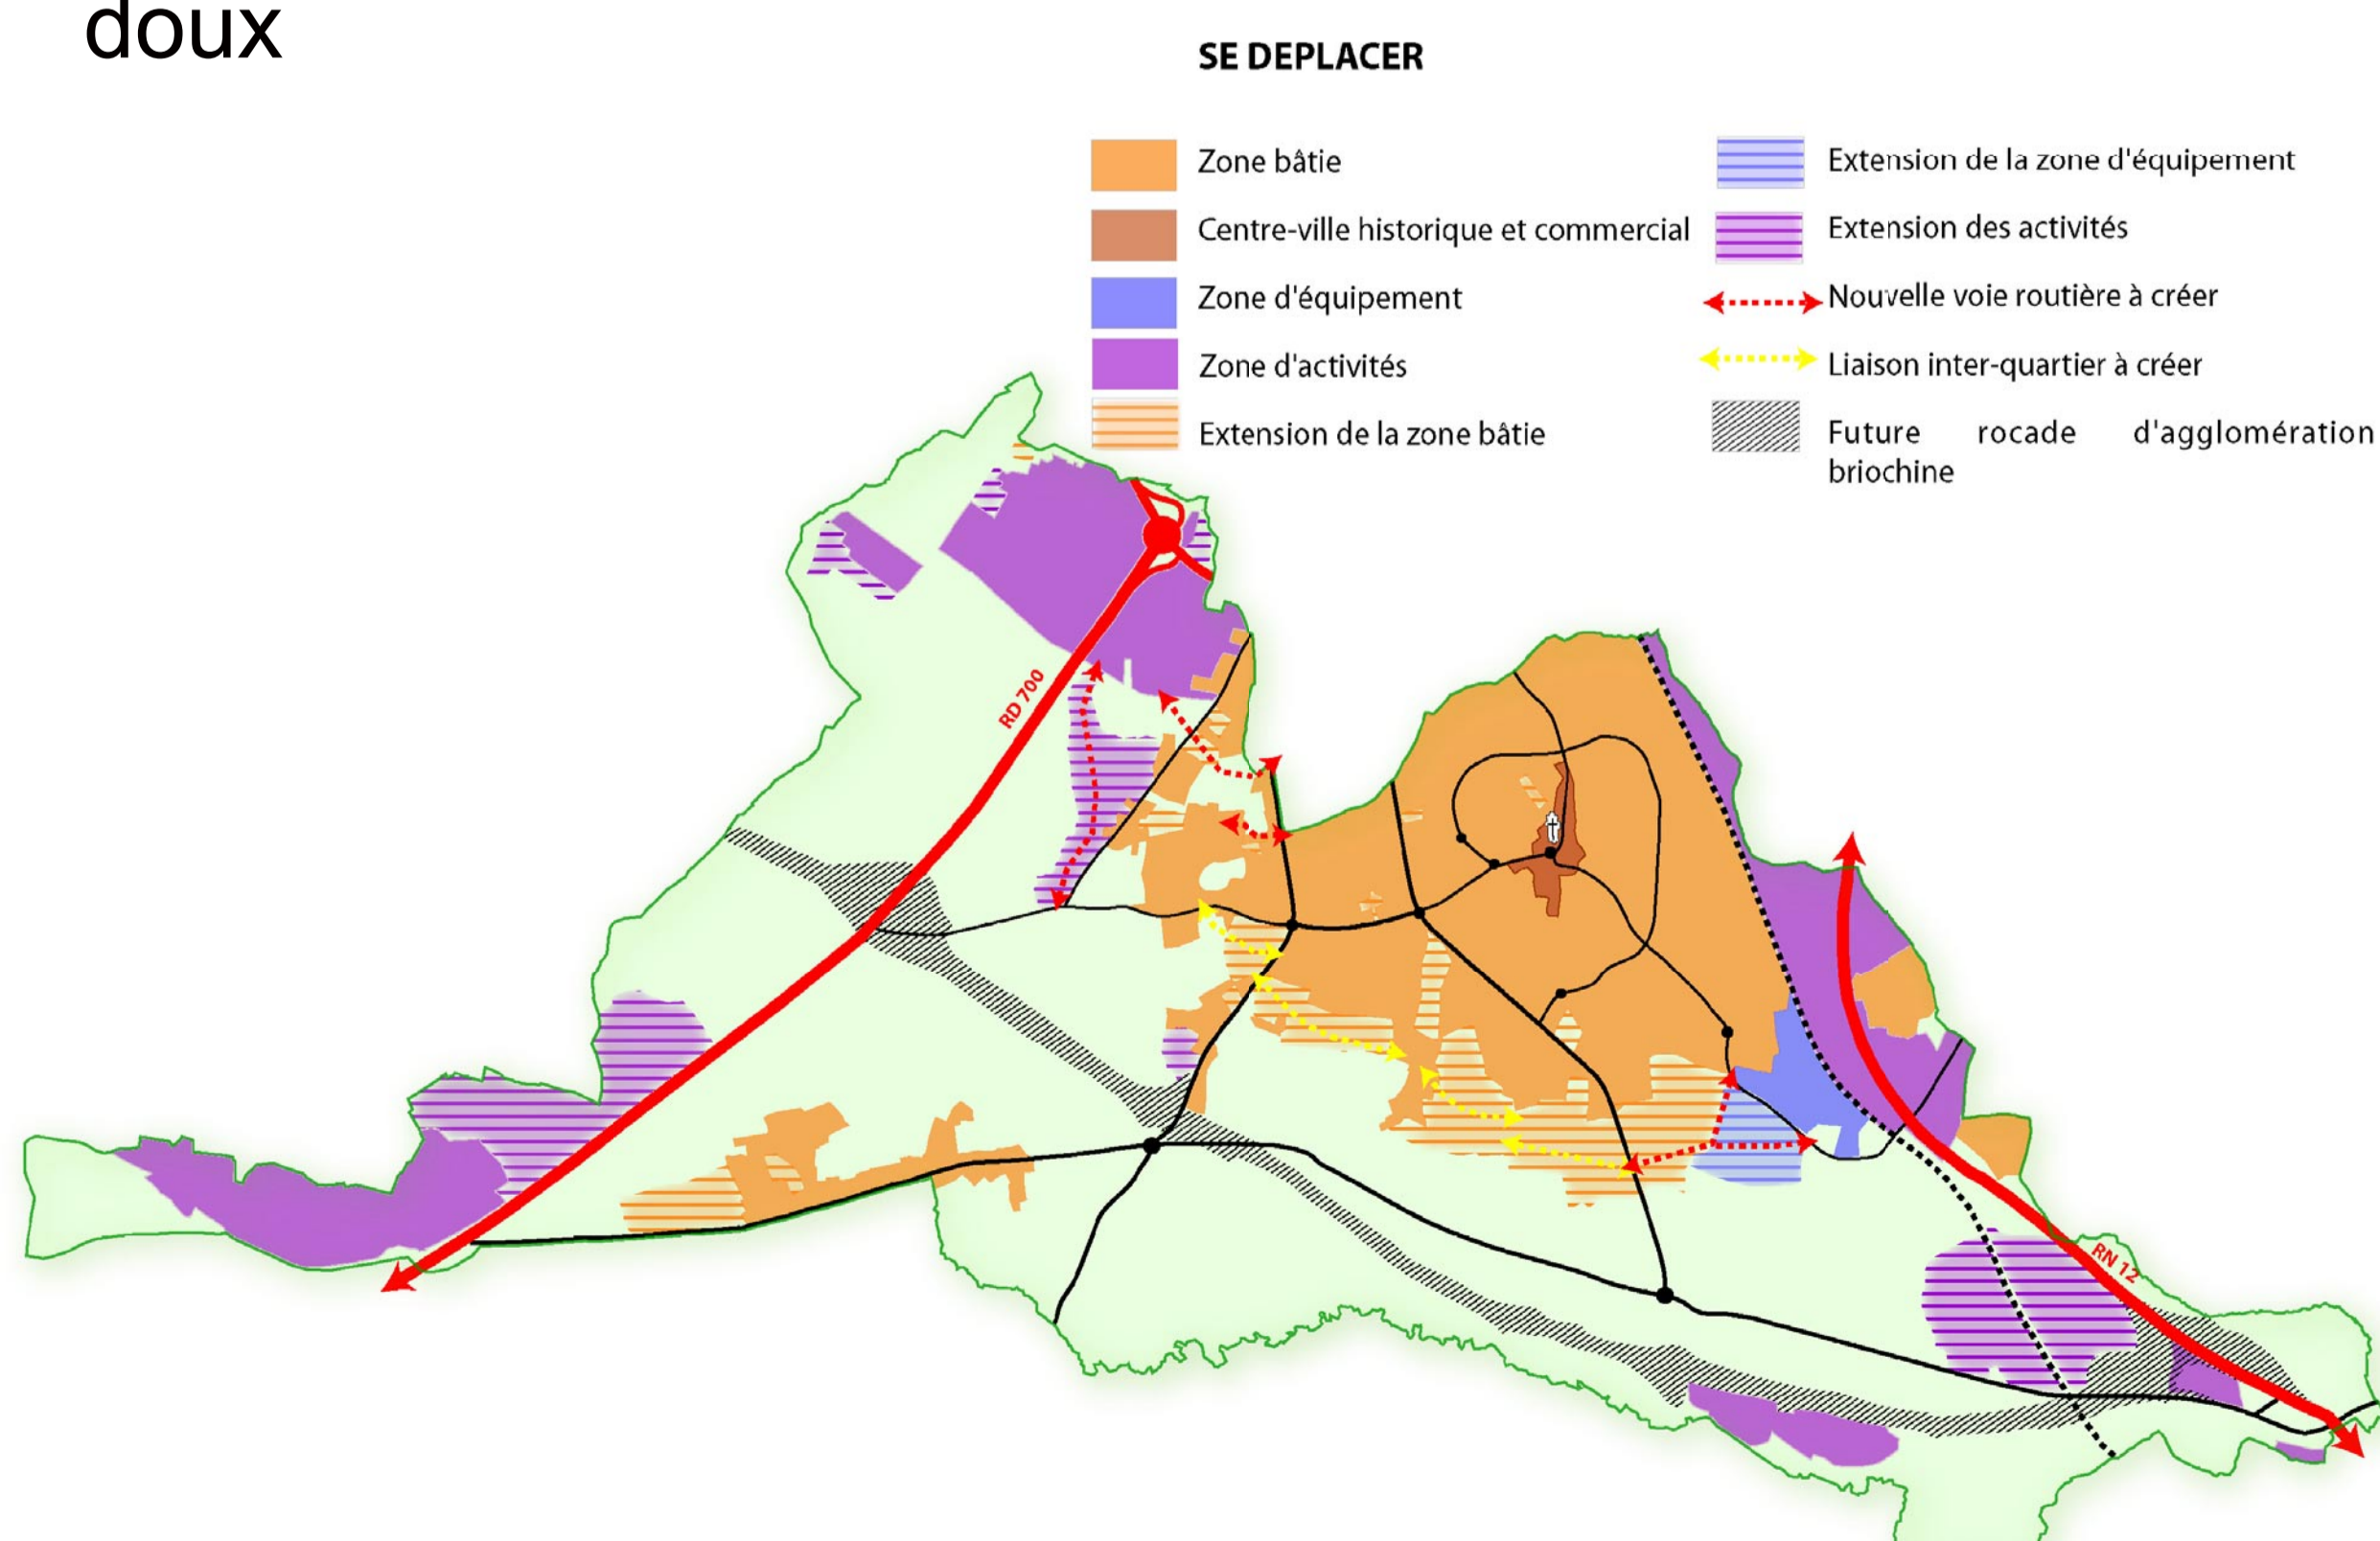 doux
SE DEPLACER
Zone bâtie
Centre-ville historique et commercial
Zone d'équipement
Zone d'activités
Extension de la zone bâtie
Extension de la zone d'équipement
Extension des activités
Nouvelle voie routière à créer
Liaison inter-quartier à créer
Future rocade d'agglomération
briochine
RD 700
RN 12